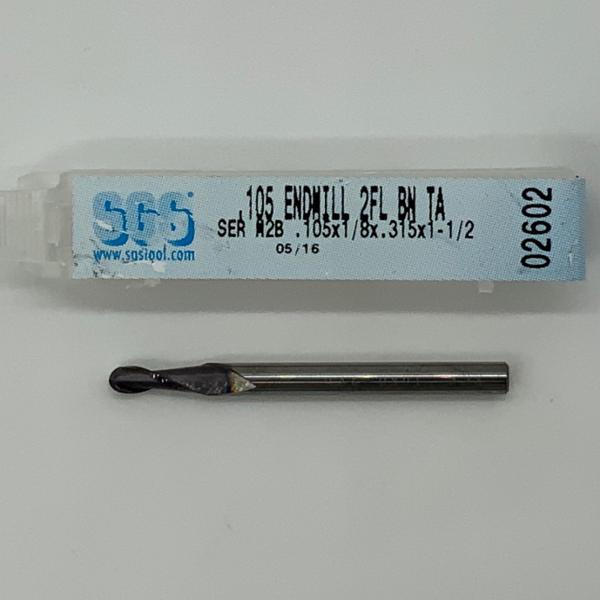 SGS
www.sgstool.com
.105 ENDMILL 2FL BN TA
SER M2B .105x1/8x.315x1-1/2
05/16
02602